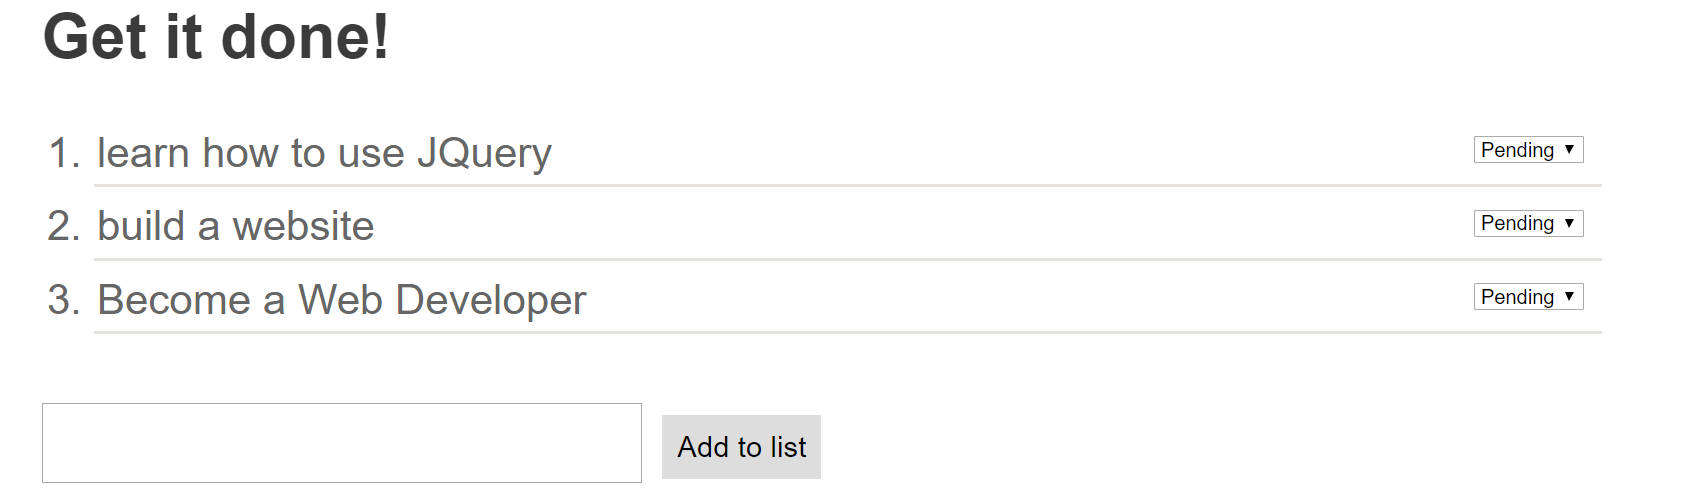 Get it done!
1. learn how to use JQuery Pending ▼
2. build a website Pending ▼
3. Become a Web Developer Pending ▼
Add to list